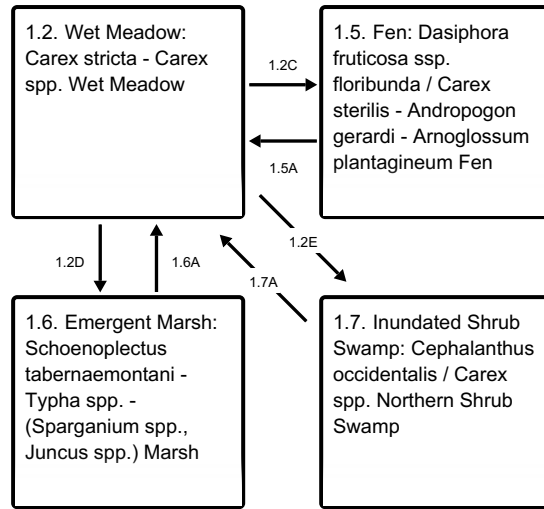 1.2. Wet Meadow:
Carex stricta - Carex
spp. Wet Meadow
1.2C
1.5A
1.5. Fen: Dasiphora
fruticosa ssp.
floribunda / Carex
sterilis - Andropogon
gerardi - Arnoglossum
plantagineum Fen
1.2D
1.6A
1.7A
1.2E
1.6. Emergent Marsh:
Schoenoplectus
tabernaemontani -
Typha spp. -
(Sparganium spp.,
Juncus spp.) Marsh
1.7. Inundated Shrub
Swamp: Cephalanthus
occidentalis / Carex
spp. Northern Shrub
Swamp